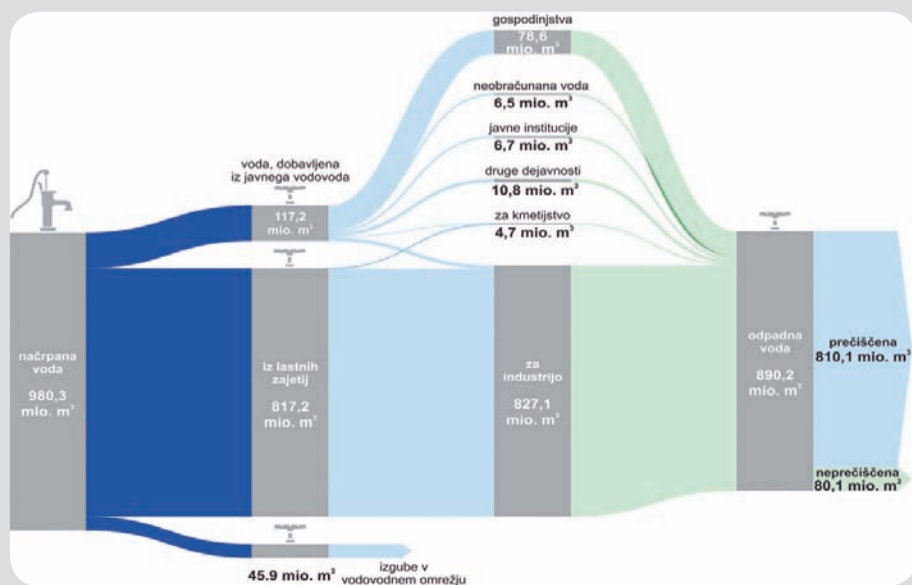 gospodinjstva
78,6
mio. m³
neobračunana voda
6,5 mio. m³
javne institucije
6,7 mio. m³
voda, dobavljena
iz javnega vodovoda
druge dejavnosti
10,8 mio. m³
117,2
mio. m³
za kmetijstvo
4,7 mio. m³
načrpana
voda
980,3
mio. m³
iz lastnih
zajetij
817,2
mio. m³
za
industrijo
827,1
mio. m³
odpadna
voda
890,2
mio. m³
prečiščena
810,1 mio. m³
neprečiščena
80,1 mio. m³
45.9 mio. m³
izgube v
vodovodnem omrežju